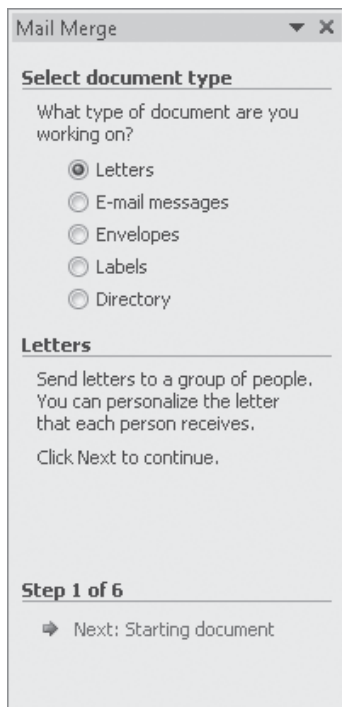 Mail Merge
Select document type
What type of document are you
working on?
Letters
E-mail messages
Envelopes
Labels
Directory
Letters
Send letters to a group of people.
You can personalize the letter
that each person receives.
Click Next to continue.
Step 1 of 6
Next: Starting document